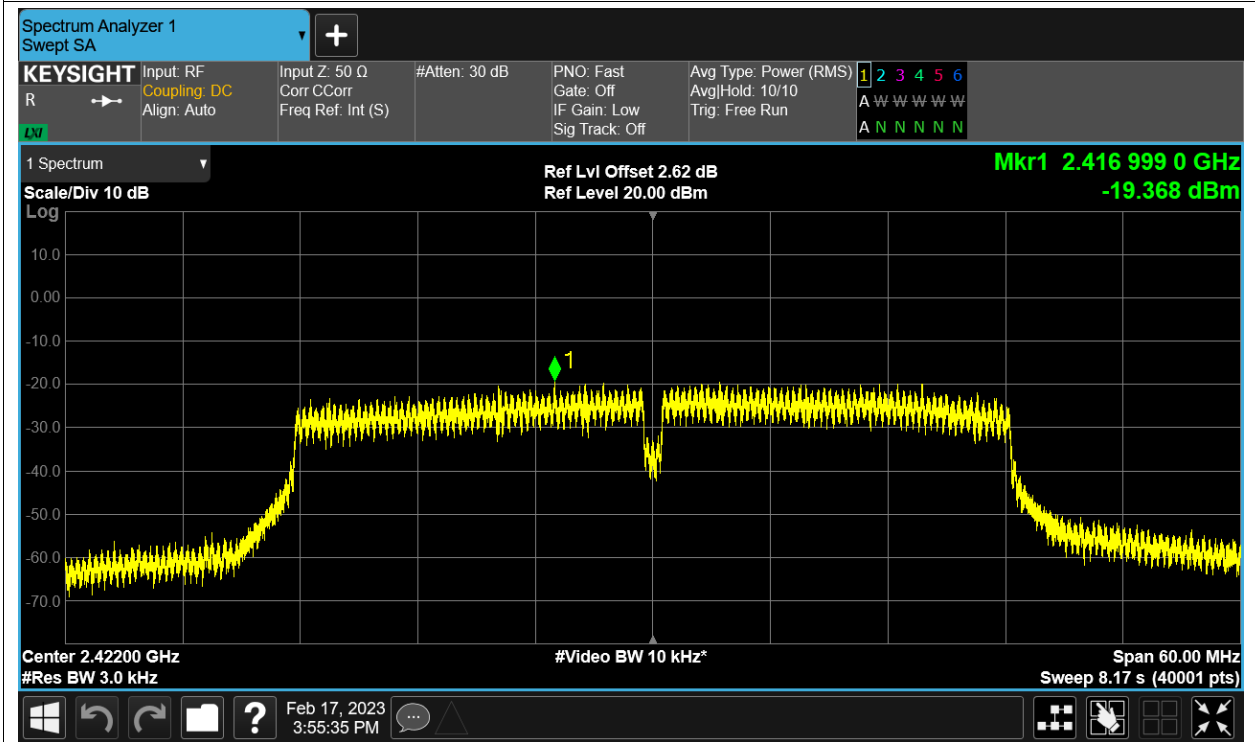 Spectrum Analyzer 1
Swept SA
+
KEYSIGHT
R
LXI
Input: RF
Coupling: DC
Align: Auto
Input Z: 50 Ω
Corr CCorr
Freq Ref: Int (S)
#Atten: 30 dB
PNO: Fast
Gate: Off
IF Gain: Low
Sig Track: Off
Avg Type: Power (RMS)
Avg|Hold: 10/10
Trig: Free Run
1 2 3 4 5 6
A W W W W W
A N N N N N
1 Spectrum
Scale/Div 10 dB
Log
Ref Lvl Offset 2.62 dB
Ref Level 20.00 dBm
Mkr1 2.416 999 0 GHz
-19.368 dBm
10.0
0.00
-10.0
1
-20.0
-30.0
-40.0
-50.0
-60.0
-70.0
Center 2.42200 GHz
#Res BW 3.0 kHz
#Video BW 10 kHz*
Span 60.00 MHz
Sweep 8.17 s (40001 pts)
?
Feb 17, 2023
3:55:35 PM